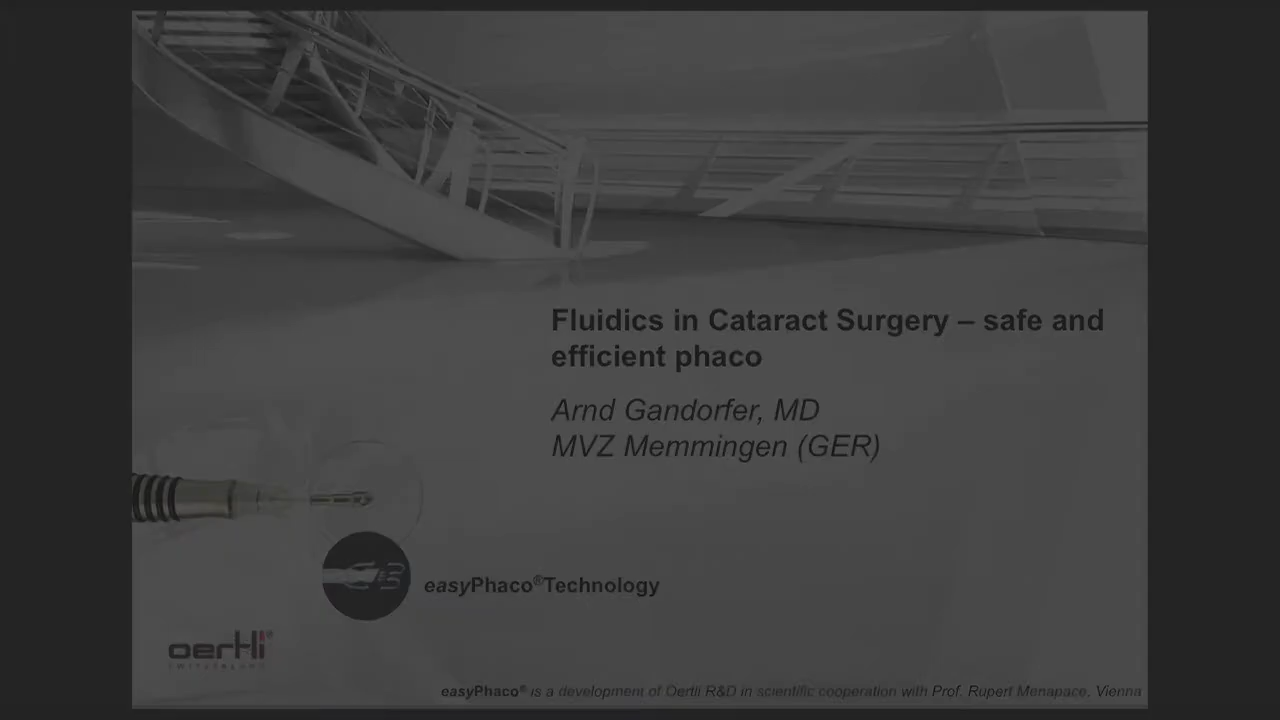 Fluidics in Cataract Surgery – safe and
efficient phaco
Arnd Gandorfer, MD
MVZ Memmingen (GER)
easyPhaco®Technology
oertli®
SWITZERLAND
easyPhaco® is a development of Oertli R&D in scientific cooperation with Prof. Rupert Menapace, Vienna